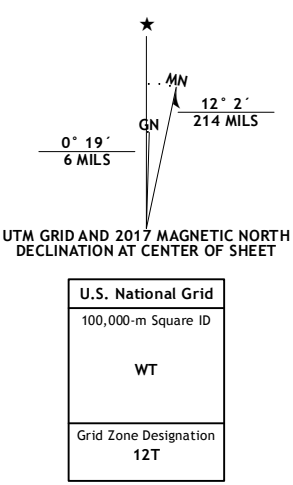 ★
MN
GN
12° 2´
214 MILS
0° 19´
6 MILS
UTM GRID AND 2017 MAGNETIC NORTH
DECLINATION AT CENTER OF SHEET
U.S. National Grid
100,000-m Square ID
WT
Grid Zone Designation
12T